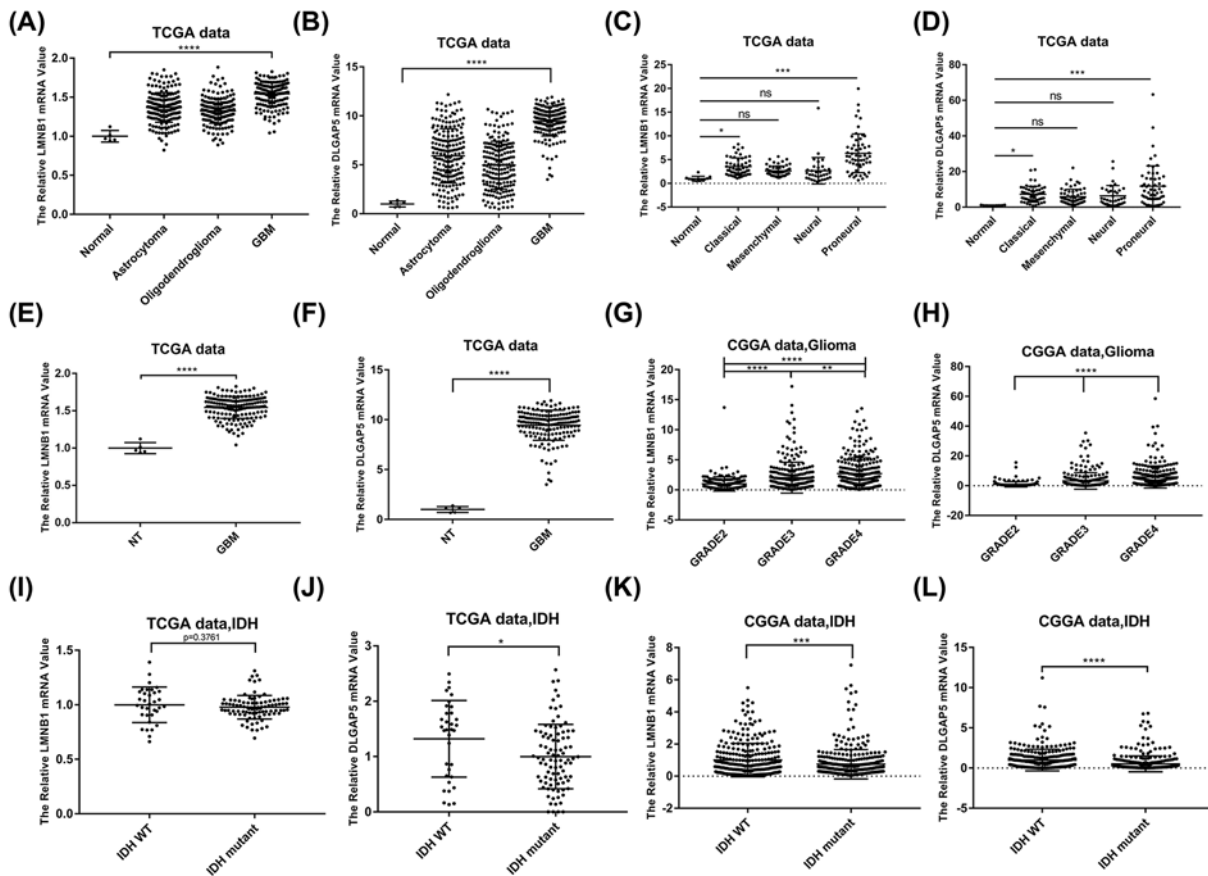 (A)
TCGA data
****
The Relative LMNB1 mRNA Value
2.0
1.5
1.0
0.5
0.0
Normal
Astrocytoma
Oligodendroglioma
GBM
(B)
TCGA data
****
The Relative DLGAP5 mRNA Value
15
10
5
0
Normal
Astrocytoma
Oligodendroglioma
GBM
(C)
TCGA data
***
ns
ns
*
The Relative LMNB1 mRNA Value
25
20
15
10
5
0
-5
Normal
Classical
Mesenchymal
Neural
Proneural
(D)
TCGA data
***
ns
ns
*
The Relative DLGAP5 mRNA Value
80
60
40
20
0
Normal
Classical
Mesenchymal
Neural
Proneural
(E)
TCGA data
****
The Relative LMNB1 mRNA Value
2.0
1.5
1.0
0.5
0.0
NT
GBM
(F)
TCGA data
****
The Relative DLGAP5 mRNA Value
15
10
5
0
NT
GBM
(G)
CGGA data,Glioma
****
****
**
The Relative LMNB1 mRNA Value
20
15
10
5
0
-5
GRADE2
GRADE3
GRADE4
(H)
CGGA data,Glioma
****
The Relative DLGAP5 mRNA Value
80
60
40
20
0
-20
GRADE2
GRADE3
GRADE4
(I)
TCGA data,IDH
p=0.3761
The Relative LMNB1 mRNA Value
1.5
1.0
0.5
0.0
IDH WT
IDH mutant
(J)
TCGA data,IDH
*
The Relative DLGAP5 mRNA Value
3
2
1
0
IDH WT
IDH mutant
(K)
CGGA data,IDH
***
The Relative LMNB1 mRNA Value
8
6
4
2
0
-2
IDH WT
IDH mutant
(L)
CGGA data,IDH
****
The Relative DLGAP5 mRNA Value
15
10
5
0
-5
IDH WT
IDH mutant